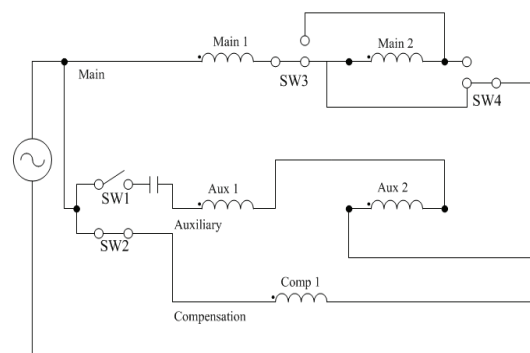 Main 1
Main 2
Main
SW3
SW4
SW1
Aux 1
Aux 2
Auxiliary
SW2
Comp 1
Compensation